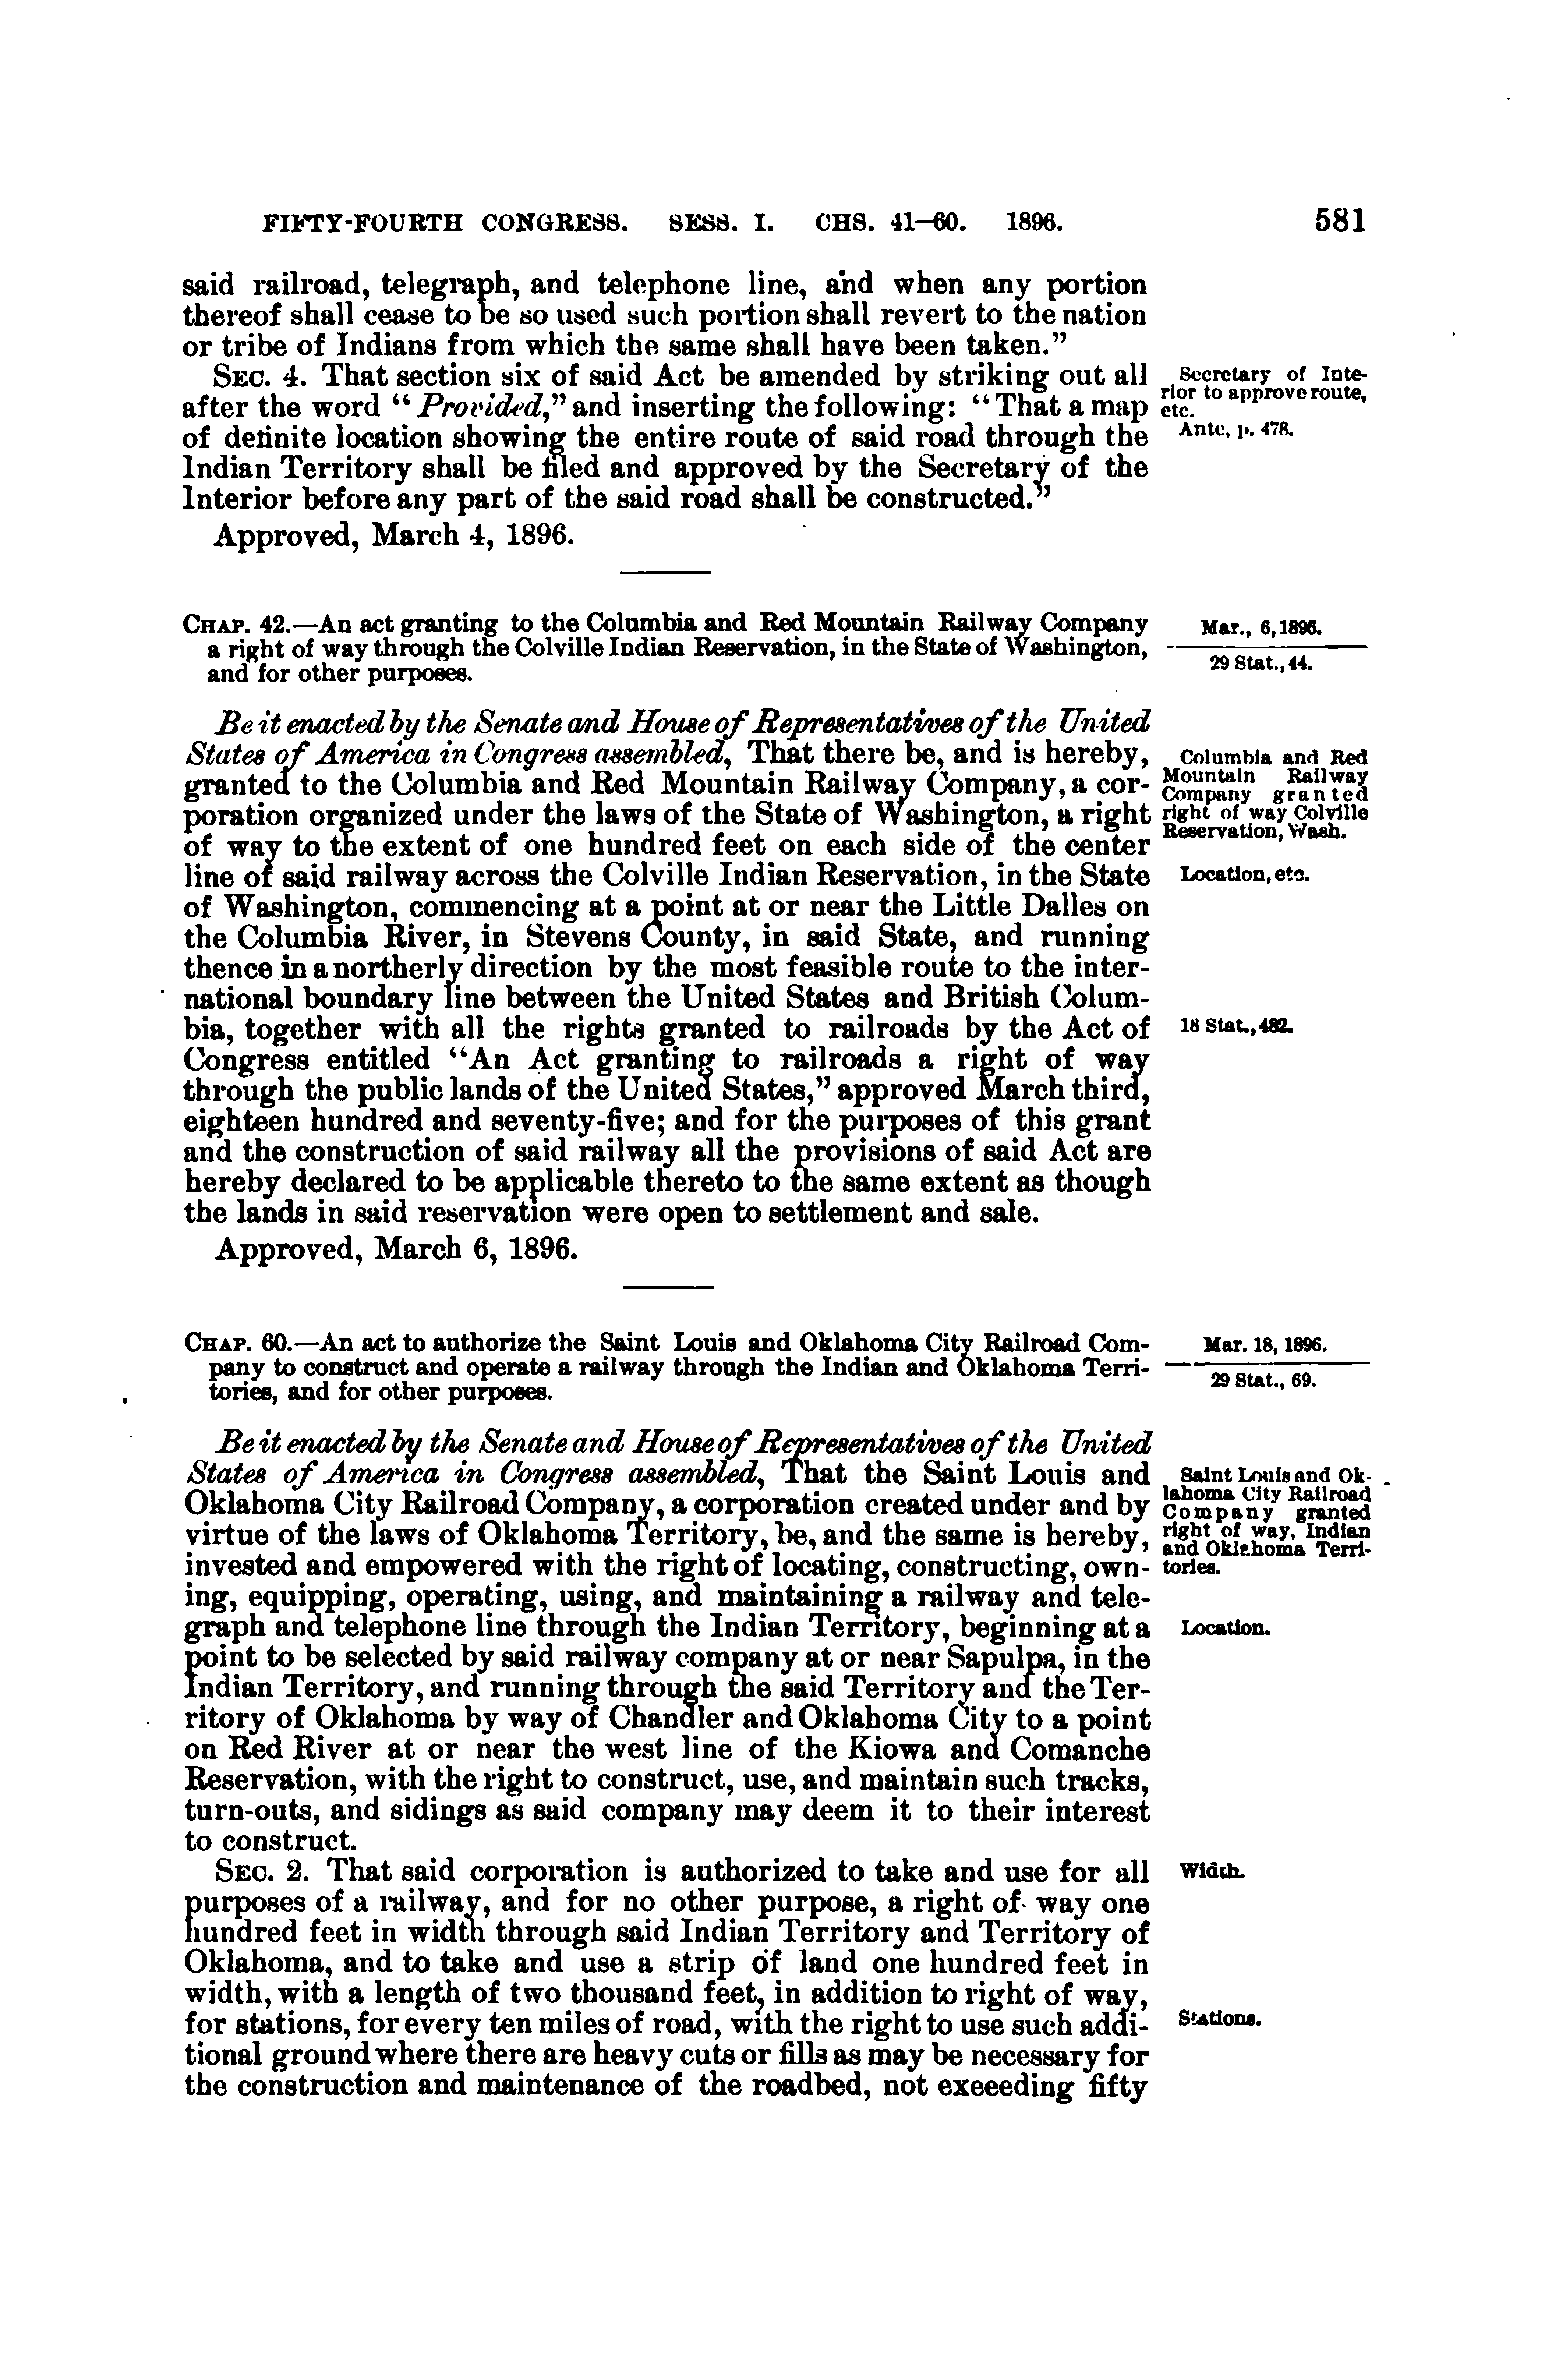 FIFTY-FOURTH CONGRESS. SESS. I. CHS. 41–60. 1896. 581
said railroad, telegraph, and telephone line, and when any portion
thereof shall cease to be so used such portion shall revert to the nation
or tribe of Indians from which the same shall have been taken."
SEC. 4. That section six of said Act be amended by striking out all
after the word "Provided," and inserting the following: "That a map
of definite location showing the entire route of said road through the
Indian Territory shall be filed and approved by the Secretary of the
Interior before any part of the said road shall be constructed."
Secretary of Inte-
rior to approve route,
etc.
Ante, p. 478.
Approved, March 4, 1896.
CHAP. 42.—An act granting to the Columbia and Red Mountain Railway Company
a right of way through the Colville Indian Reservation, in the State of Washington,
and for other purposes.
Mar., 6, 1896.
29 Stat., 44.
Be it enacted by the Senate and House of Representatives of the United
States of America in Congress assembled, That there be, and is hereby,
granted to the Columbia and Red Mountain Railway Company, a cor-
poration organized under the laws of the State of Washington, a right
of way to the extent of one hundred feet on each side of the center
line of said railway across the Colville Indian Reservation, in the State
of Washington, commencing at a point at or near the Little Dalles on
the Columbia River, in Stevens County, in said State, and running
thence in a northerly direction by the most feasible route to the inter-
national boundary line between the United States and British Colum-
bia, together with all the rights granted to railroads by the Act of
Congress entitled "An Act granting to railroads a right of way
through the public lands of the United States," approved March third,
eighteen hundred and seventy-five; and for the purposes of this grant
and the construction of said railway all the provisions of said Act are
hereby declared to be applicable thereto to the same extent as though
the lands in said reservation were open to settlement and sale.
Columbia and Red
Mountain Railway
Company granted
right of way Colville
Reservation, Wash.
Location, etc.
18 Stat., 482.
Approved, March 6, 1896.
CHAP. 60.—An act to authorize the Saint Louis and Oklahoma City Railroad Com-
pany to construct and operate a railway through the Indian and Oklahoma Terri-
tories, and for other purposes.
Mar. 18, 1896.
29 Stat., 69.
Be it enacted by the Senate and House of Representatives of the United
States of America in Congress assembled, That the Saint Louis and
Oklahoma City Railroad Company, a corporation created under and by
virtue of the laws of Oklahoma Territory, be, and the same is hereby,
invested and empowered with the right of locating, constructing, own-
ing, equipping, operating, using, and maintaining a railway and tele-
graph and telephone line through the Indian Territory, beginning at a
point to be selected by said railway company at or near Sapulpa, in the
Indian Territory, and running through the said Territory and the Ter-
ritory of Oklahoma by way of Chandler and Oklahoma City to a point
on Red River at or near the west line of the Kiowa and Comanche
Reservation, with the right to construct, use, and maintain such tracks,
turn-outs, and sidings as said company may deem it to their interest
to construct.
Saint Louis and Ok-
lahoma City Railroad
Company granted
right of way, Indian
and Oklahoma Terri-
tories.
Location.
SEC. 2. That said corporation is authorized to take and use for all
purposes of a railway, and for no other purpose, a right of way one
hundred feet in width through said Indian Territory and Territory of
Oklahoma, and to take and use a strip of land one hundred feet in
width, with a length of two thousand feet, in addition to right of way,
for stations, for every ten miles of road, with the right to use such addi-
tional ground where there are heavy cuts or fills as may be necessary for
the construction and maintenance of the roadbed, not exeeeding fifty
Width.
Stations.